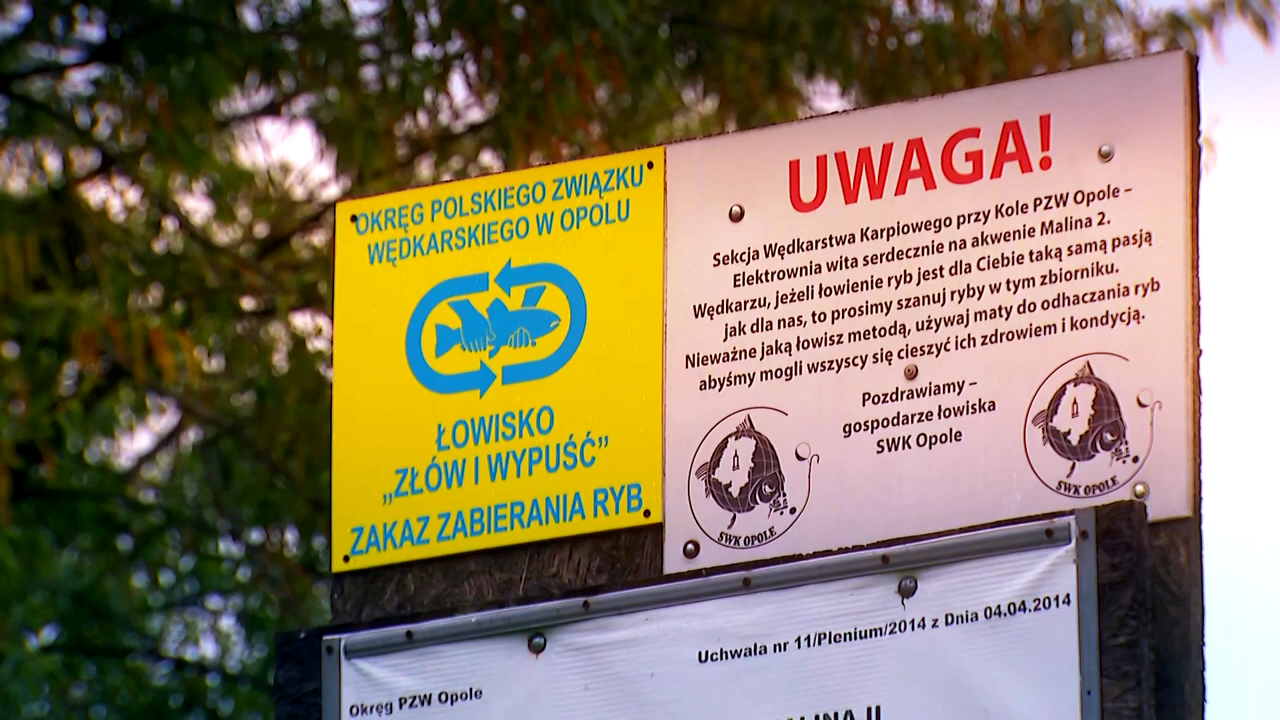 OKRĘG POLSKIEGO ZWIĄZKU
WĘDKARSKIEGO W OPOLU
ŁOWISKO
„ZŁÓW I WYPUŚĆ”
ZAKAZ ZABIERANIA RYB
UWAGA!
Sekcja Wędkarstwa Karpiowego przy Kole PZW Opole –
Elektrownia wita serdecznie na akwenie Malina 2.
Wędkarzu, jeżeli łowienie ryb jest dla Ciebie taką samą pasją
jak dla nas, to prosimy szanuj ryby w tym zbiorniku.
Nieważne jaką łowisz metodą, używaj maty do odhaczania ryb
abyśmy mogli wszyscy się cieszyć ich zdrowiem i kondycją.
Pozdrawiamy –
gospodarze łowiska
SWK Opole
SWK OPOLE
SWK OPOLE
Uchwała nr 11/Plenium/2014 z Dnia 04.04.2014
Okręg PZW Opole